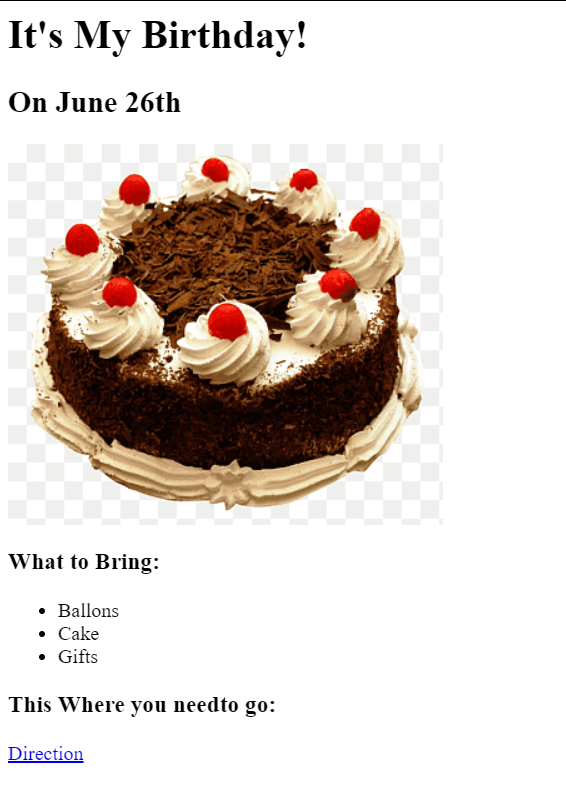 It's My Birthday!
On June 26th
What to Bring:
Ballons
Cake
Gifts
This Where you needto go:
Direction